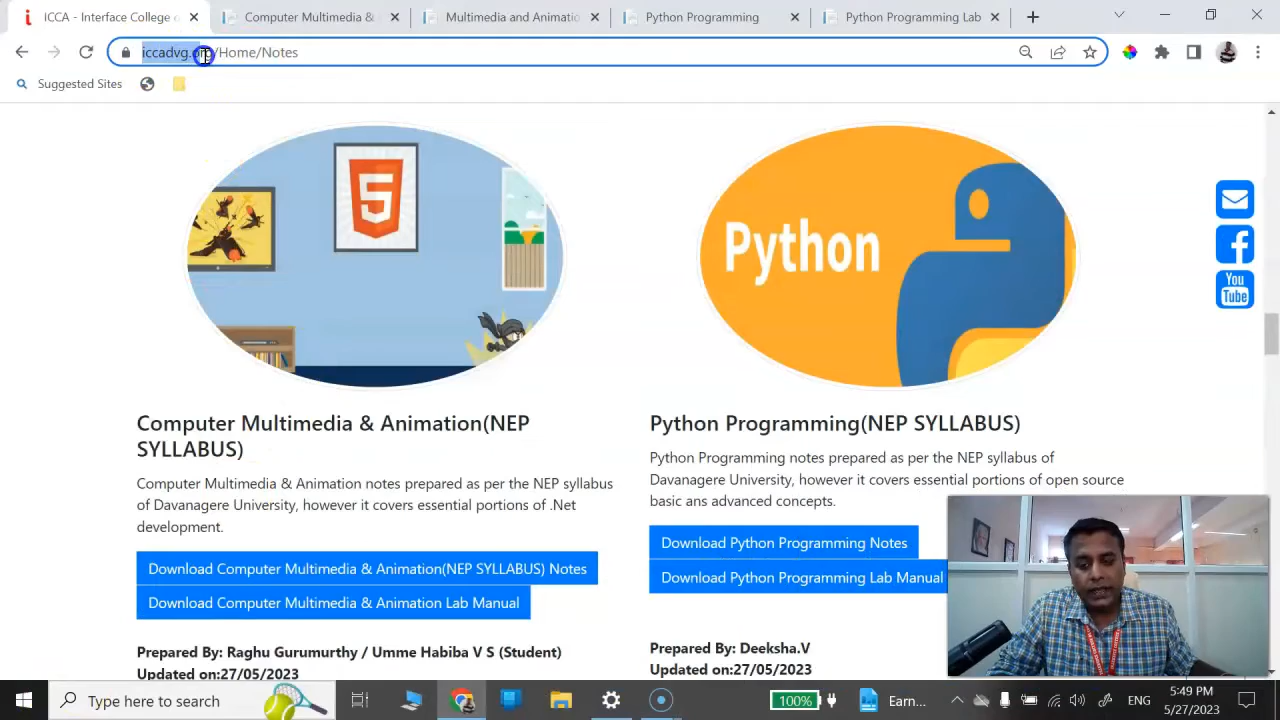 ICCA - Interface College o
Computer Multimedia &
Multimedia and Animatio
Python Programming
Python Programming Lab
iccadvg.org/Home/Notes
Suggested Sites
5
Python
You
Tube
Computer Multimedia & Animation(NEP
SYLLABUS)
Computer Multimedia & Animation notes prepared as per the NEP syllabus
of Davanagere University, however it covers essential portions of .Net
development.
Download Computer Multimedia & Animation(NEP SYLLABUS) Notes
Download Computer Multimedia & Animation Lab Manual
Prepared By: Raghu Gurumurthy / Umme Habiba V S (Student)
Updated on:27/05/2023
Python Programming(NEP SYLLABUS)
Python Programming notes prepared as per the NEP syllabus of
Davanagere University, however it covers essential portions of open source
basic ans advanced concepts.
Download Python Programming Notes
Download Python Programming Lab Manual
Prepared By: Deeksha.V
Updated on:27/05/2023
Type here to search
100%
Earn...
ENG
5:49 PM
5/27/2023